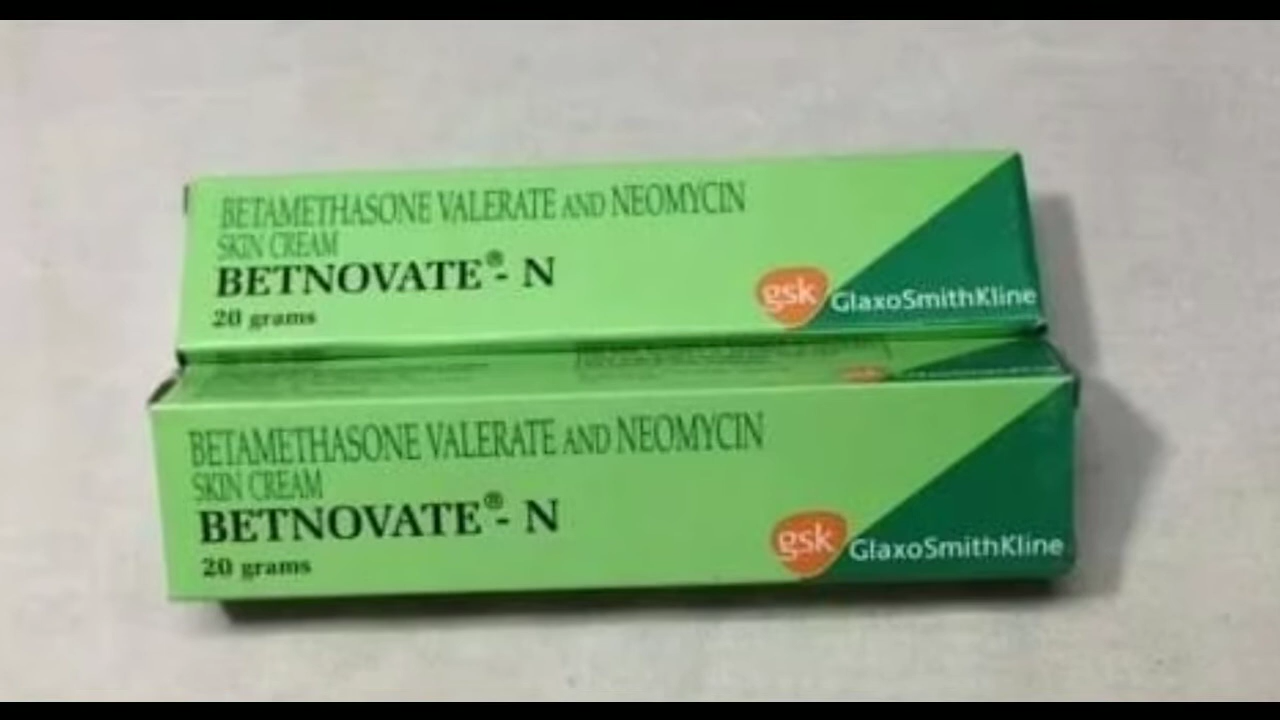 BETAMETHASONE VALERATE AND NEOMYCIN
SKIN CREAM
BETNOVATE®- N
20 grams
gsk GlaxoSmithKline
BETAMETHASONE VALERATE AND NEOMYCIN
SKIN CREAM
BETNOVATE®- N
20 grams
gsk GlaxoSmithKline